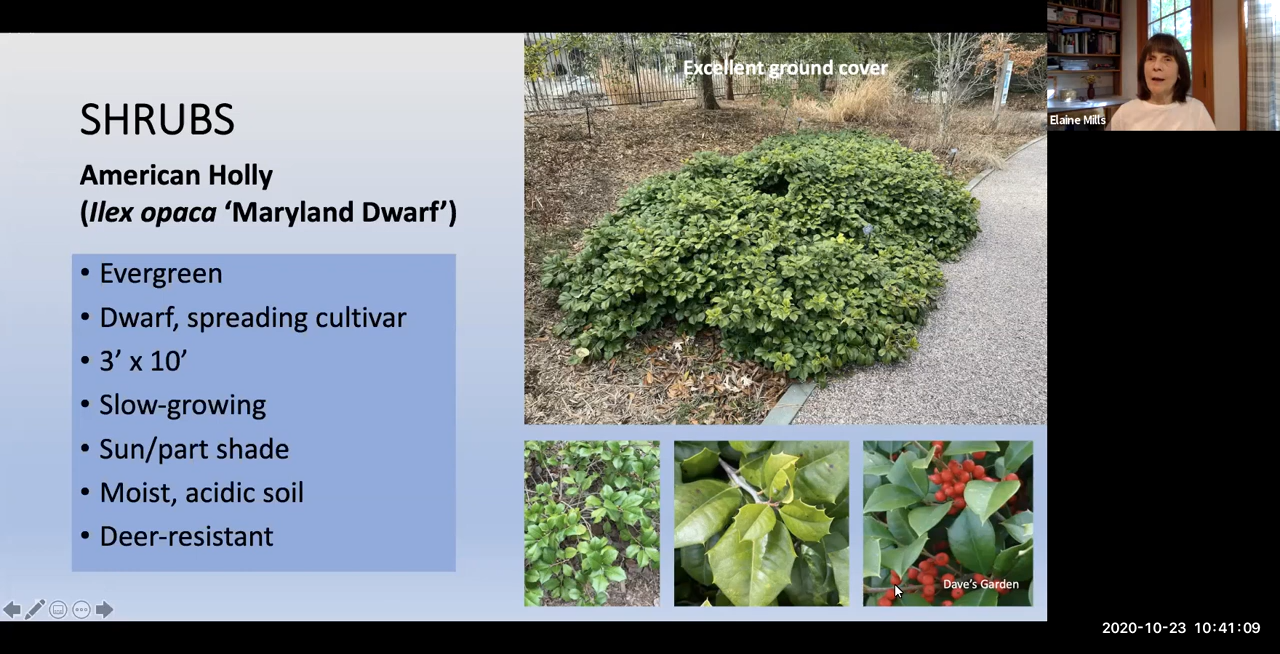 SHRUBS
American Holly
(Ilex opaca ‘Maryland Dwarf’)
• Evergreen
• Dwarf, spreading cultivar
• 3’ x 10’
• Slow-growing
• Sun/part shade
• Moist, acidic soil
• Deer-resistant
Excellent ground cover
Dave’s Garden
Elaine Mills
2020-10-23 10:41:09